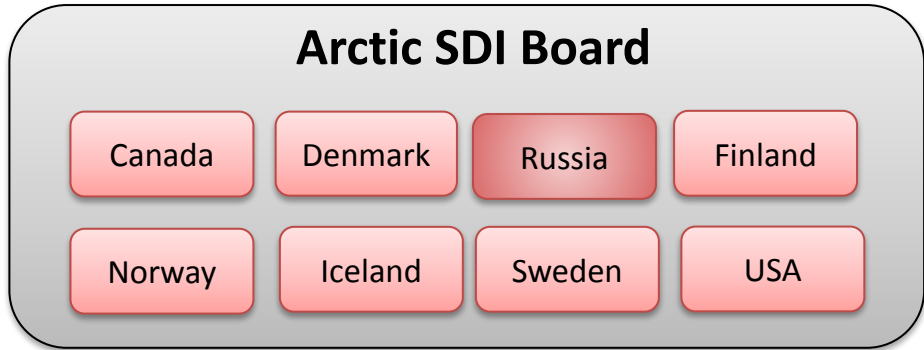 Arctic SDI Board
Canada Denmark Russia Finland
Norway Iceland Sweden USA